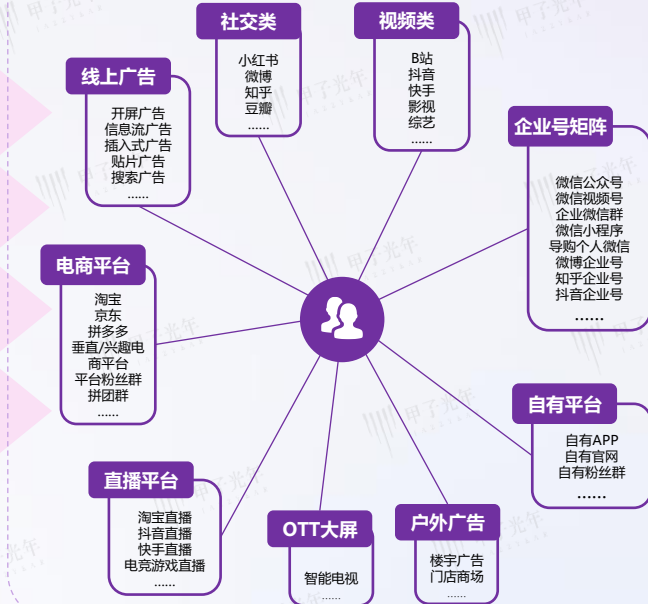 社交类
小红书
微博
知乎
豆瓣
......
视频类
B站
抖音
快手
影视
综艺
......
线上广告
开屏广告
信息流广告
插入式广告
贴片广告
搜索广告
......
企业号矩阵
微信公众号
微信视频号
企业微信群
微信小程序
导购个人微信
微博企业号
知乎企业号
抖音企业号
......
电商平台
淘宝
京东
拼多多
垂直/兴趣电
商平台
平台粉丝群
拼团群
......
自有平台
自有APP
自有官网
自有粉丝群
......
直播平台
淘宝直播
抖音直播
快手直播
电竞游戏直播
......
OTT大屏
智能电视
......
户外广告
楼宇广告
门店商场
......
甲子光年